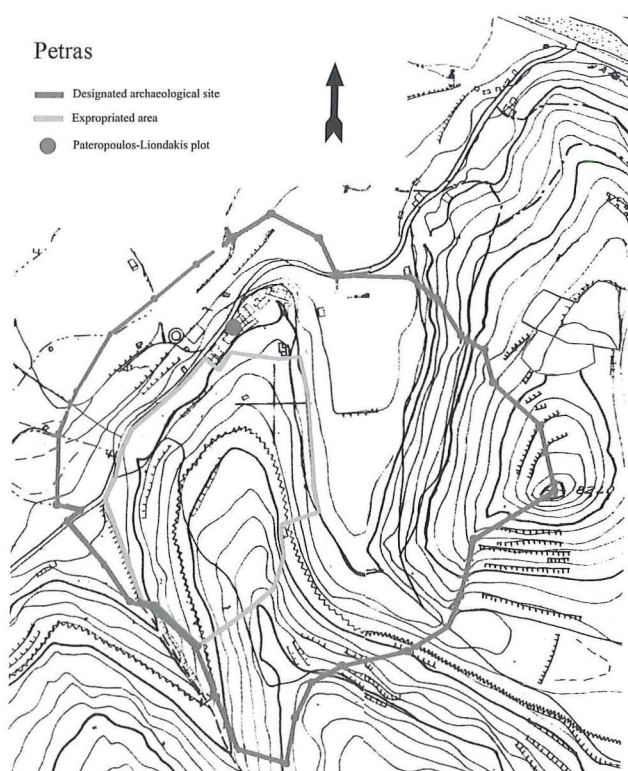 Petras
Designated archaeological site
Expropriated area
Pateropoulos-Liondakis plot